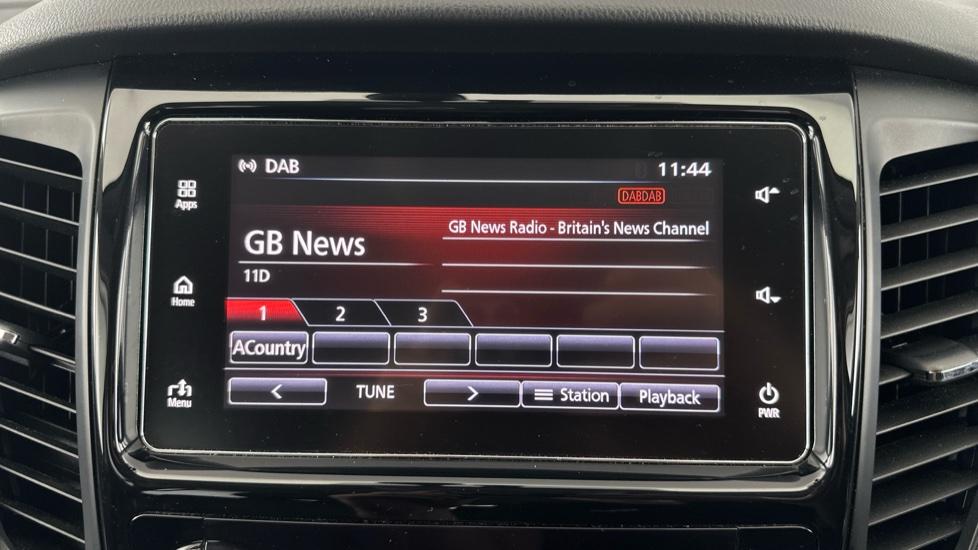 DAB
11:44
Apps
DABDAB
GB News Radio - Britain's News Channel
GB News
11D
Home
1 2 3
ACountry
< TUNE > Station Playback
Menu
PWR